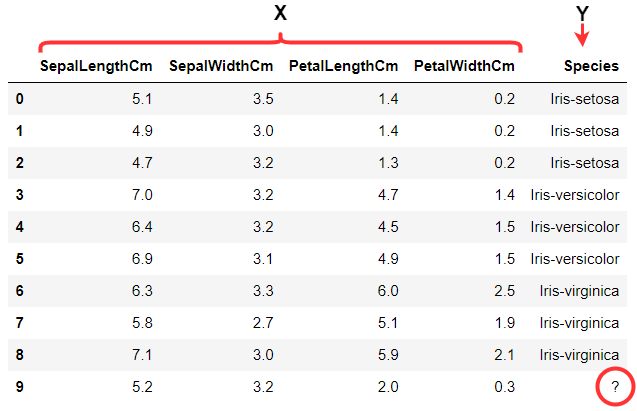 X Y
SepalLengthCm SepalWidthCm PetalLengthCm PetalWidthCm Species
0 5.1 3.5 1.4 0.2 Iris-setosa
1 4.9 3.0 1.4 0.2 Iris-setosa
2 4.7 3.2 1.3 0.2 Iris-setosa
3 7.0 3.2 4.7 1.4 Iris-versicolor
4 6.4 3.2 4.5 1.5 Iris-versicolor
5 6.9 3.1 4.9 1.5 Iris-versicolor
6 6.3 3.3 6.0 2.5 Iris-virginica
7 5.8 2.7 5.1 1.9 Iris-virginica
8 7.1 3.0 5.9 2.1 Iris-virginica
9 5.2 3.2 2.0 0.3 ?